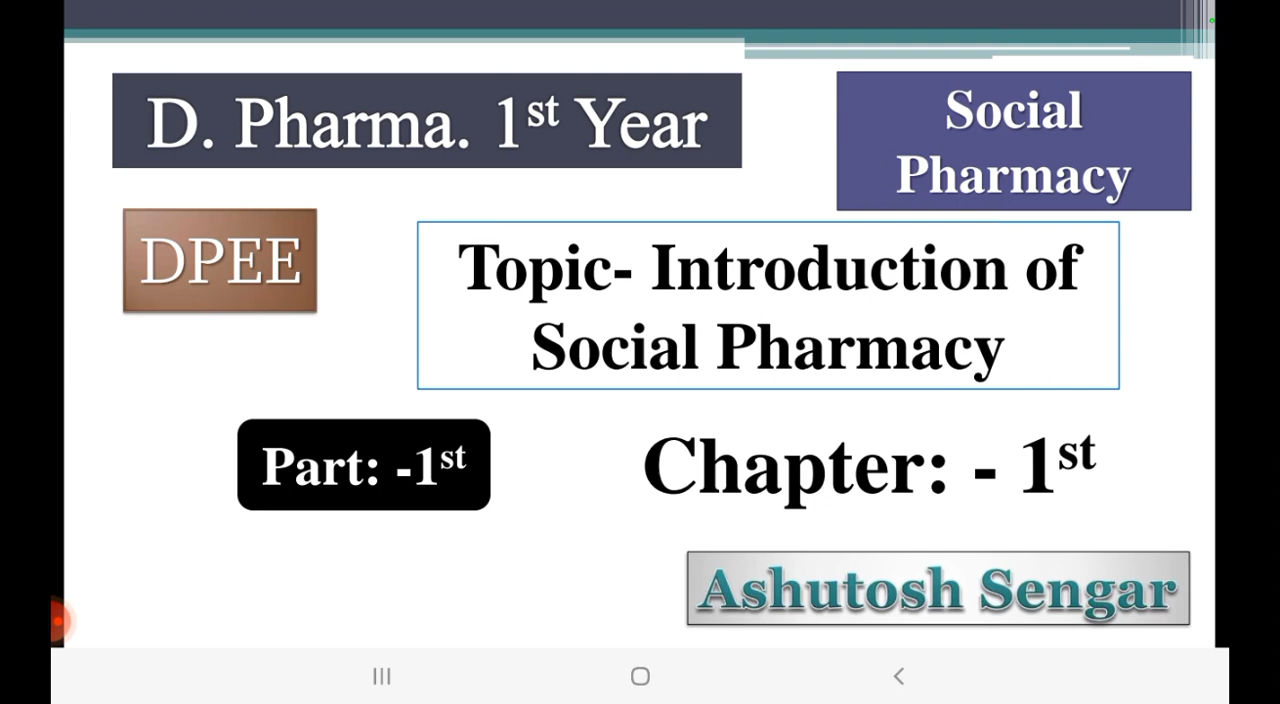 D. Pharma. 1st Year
Social
Pharmacy
DPEE
Topic- Introduction of
Social Pharmacy
Part: -1st
Chapter: - 1st
Ashutosh Sengar